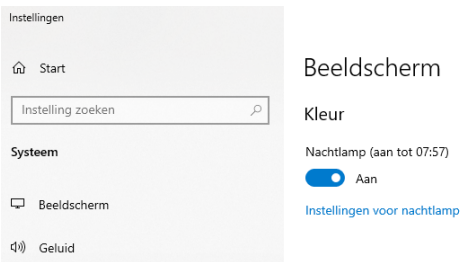 Instellingen
Start
Instelling zoeken
Systeem
Beeldscherm
Geluid
Beeldscherm
Kleur
Nachtlamp (aan tot 07:57)
Aan
Instellingen voor nachtlamp